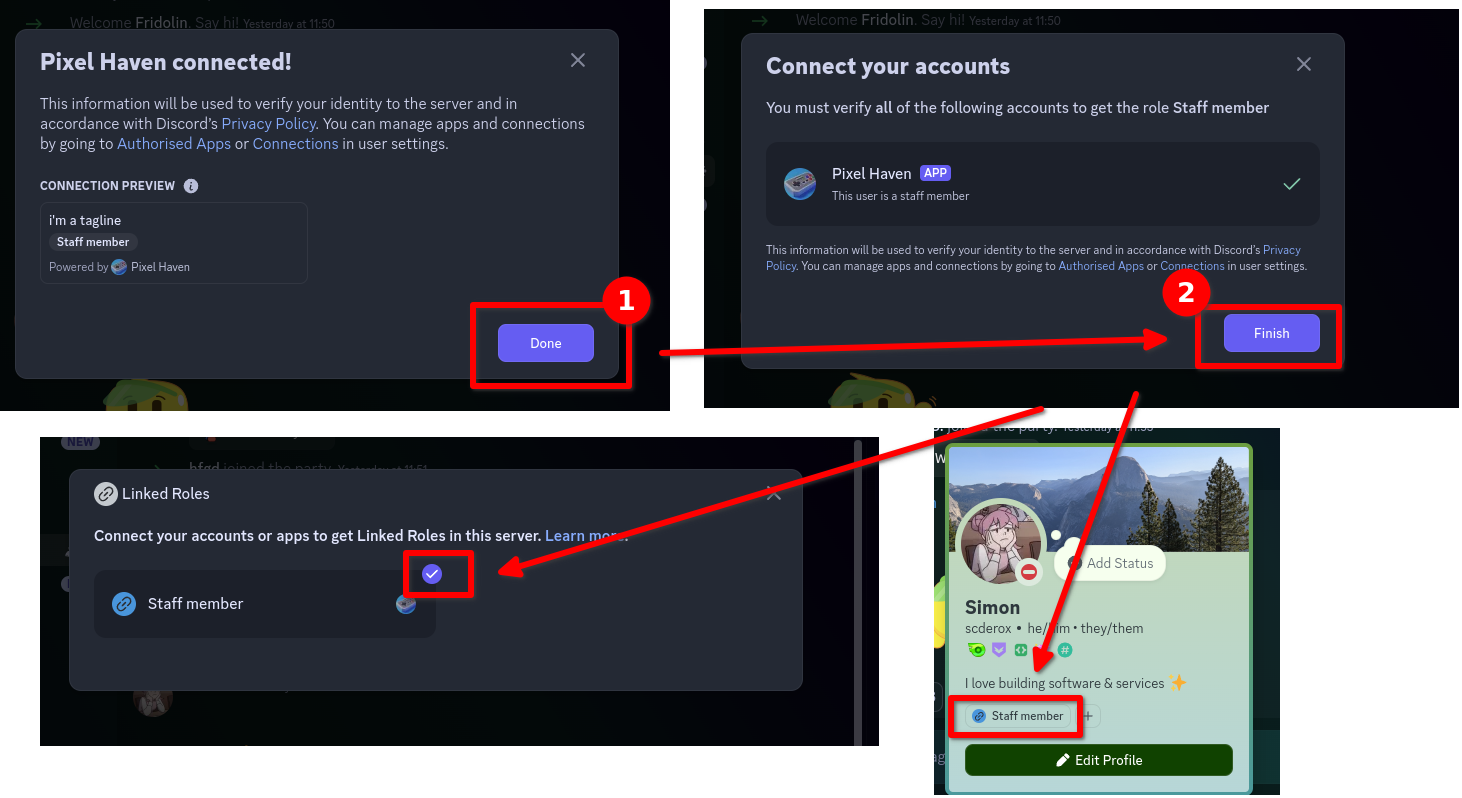 Welcome Fridolin. Say hi! Yesterday at 11:50
Pixel Haven connected!
This information will be used to verify your identity to the server and in
accordance with Discord's Privacy Policy. You can manage apps and connections
by going to Authorised Apps or Connections in user settings.
CONNECTION PREVIEW i
i'm a tagline
Staff member
Powered by Pixel Haven
1
Done
Welcome Fridolin. Say hi! Yesterday at 11:50
Connect your accounts
You must verify all of the following accounts to get the role Staff member
Pixel Haven APP
This user is a staff member
This information will be used to verify your identity to the server and in accordance with Discord's Privacy
Policy. You can manage apps and connections by going to Authorised Apps or Connections in user settings.
2
Finish
NEW
hfgd joined the party. Yesterday at 11:51
Linked Roles
Connect your accounts or apps to get Linked Roles in this server. Learn more.
Staff member
joined the party.
W
Add Status
Simon
scderox • he/him • they/them
#
I love building software & services ✨
Staff member +
Edit Profile